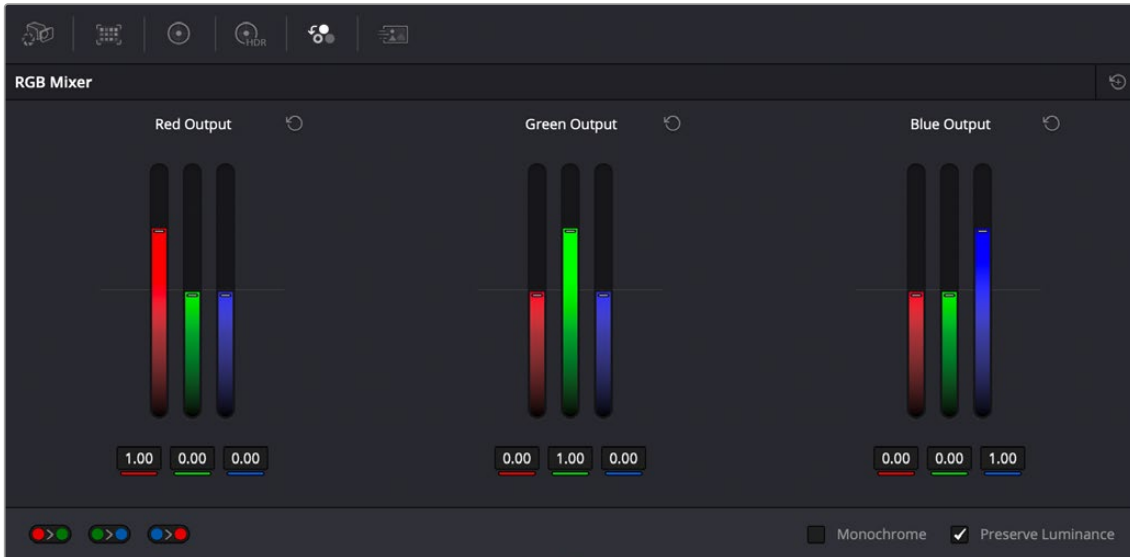 HDR
RGB Mixer
Red Output
Green Output
Blue Output
1.00 0.00 0.00
0.00 1.00 0.00
0.00 0.00 1.00
Monochrome
Preserve Luminance